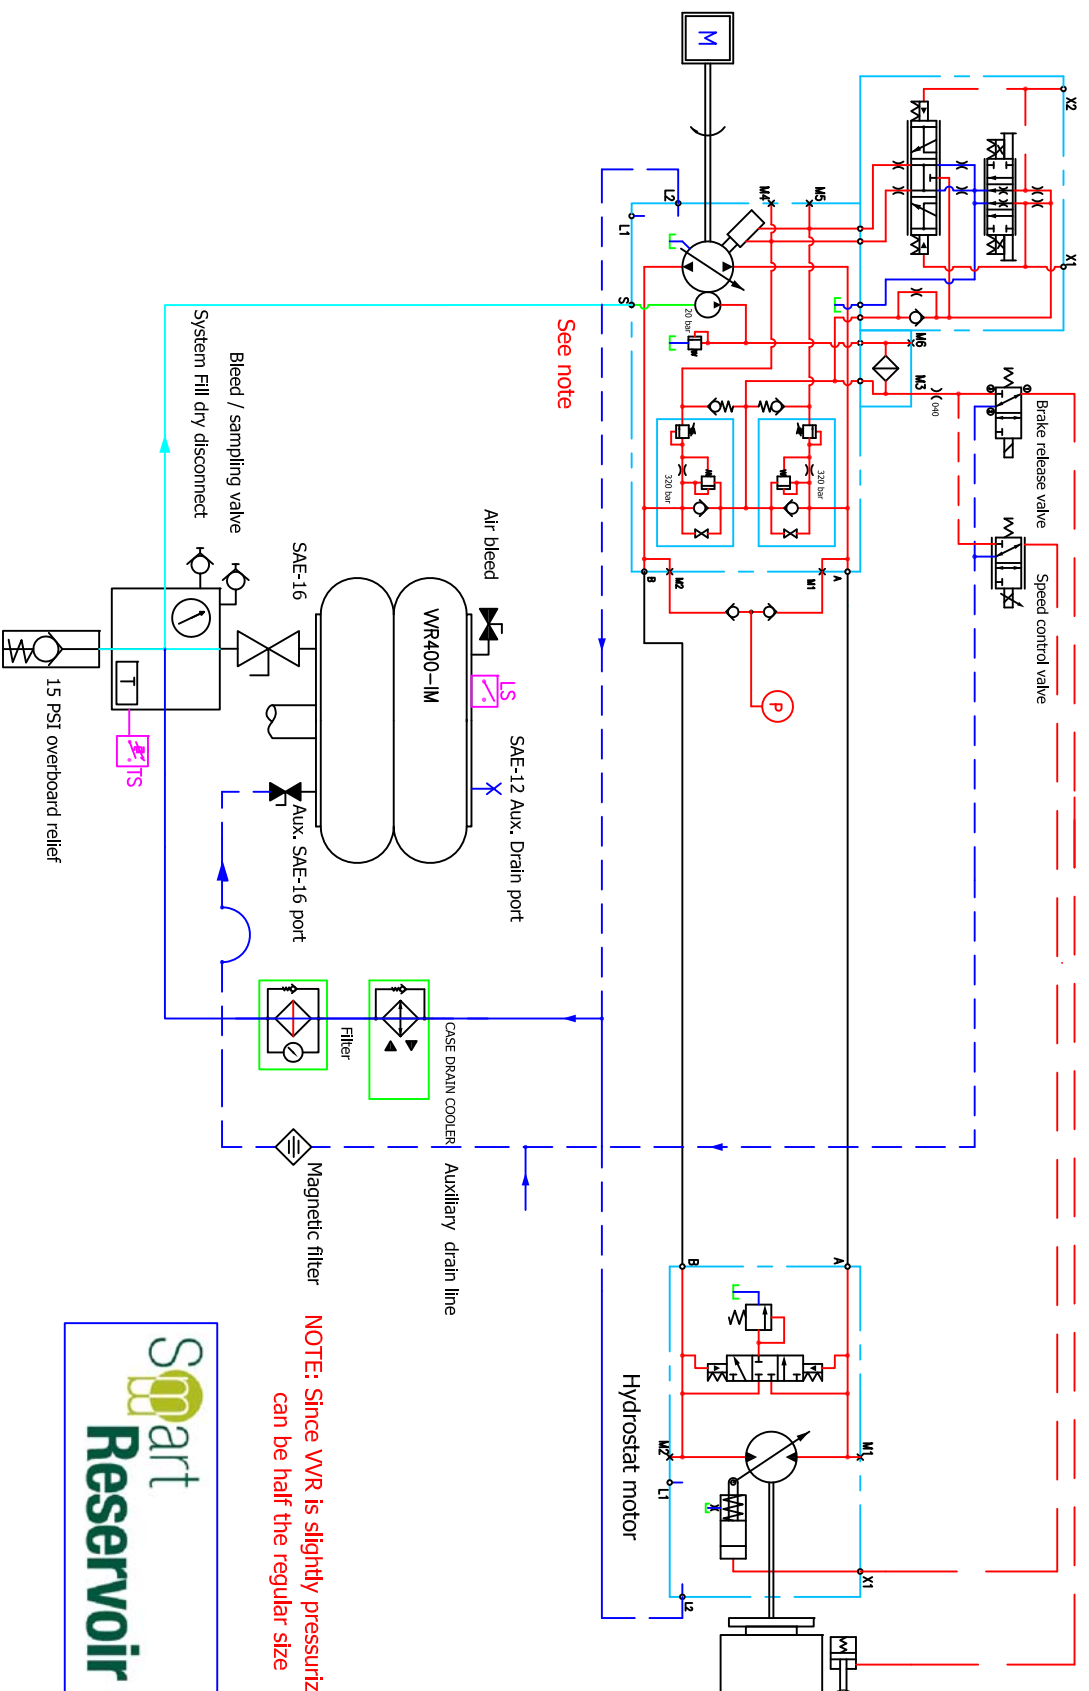 M
X2
X1
M5
M4
L2
L1
S
20 bar
M6
M3
040
Brake release valve
Speed control valve
320 bar
320 bar
See note
B
M2
M1
A
P
System Fill dry disconnect
Bleed / sampling valve
SAE-16
Air bleed
VVR400-IM
LS
SAE-12 Aux. Drain port
T
TS
15 PSI overboard relief
Aux. SAE-16 port
Filter
CASE DRAIN COOLER
Auxiliary drain line
Magnetic filter
B
A
Hydrostat motor
M2
M1
L1
L2
X1
NOTE: Since VVR is slightly pressuriz
can be half the regular size
Smart
Reservoir